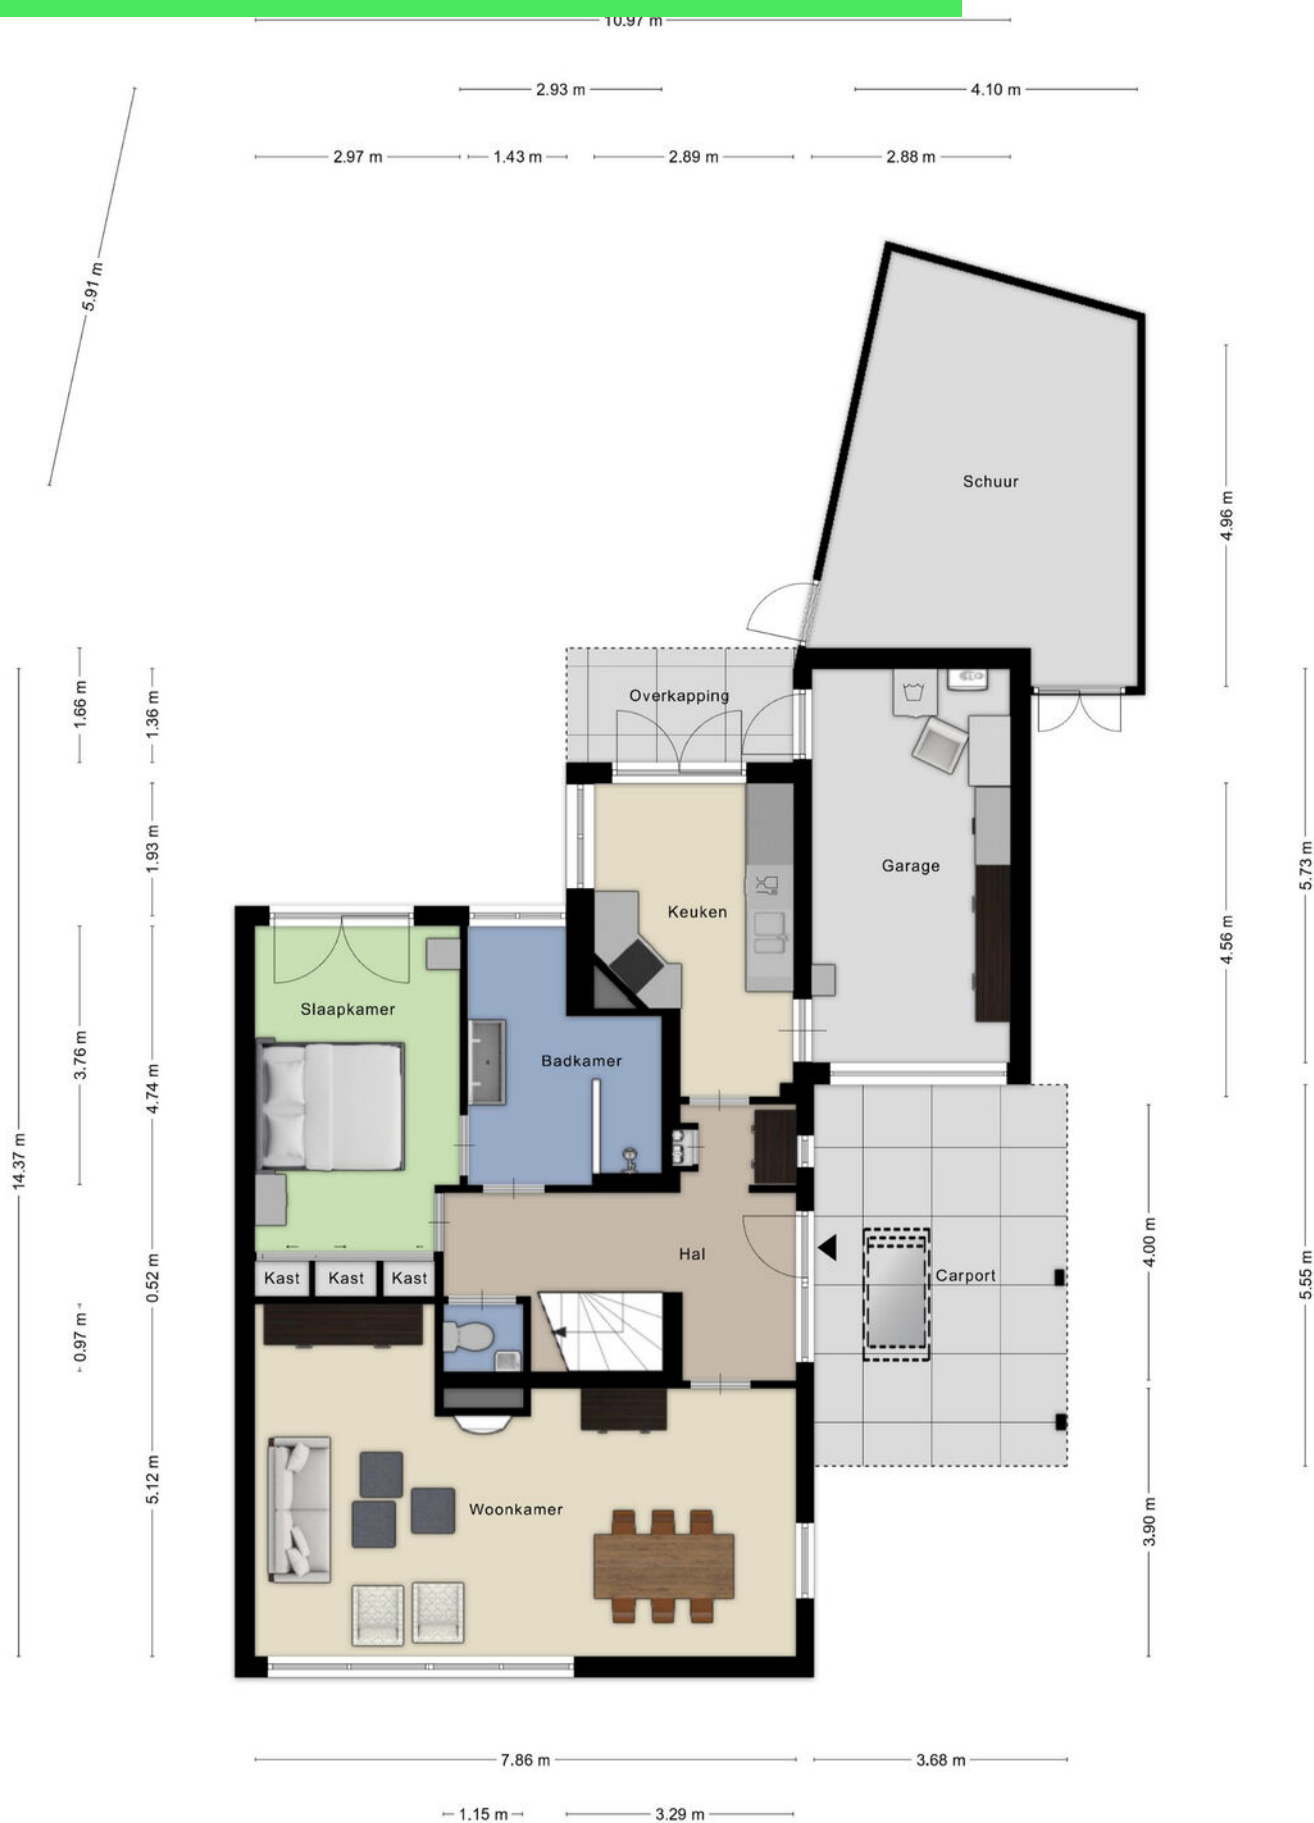 10.97 m
2.93 m
4.10 m
2.97 m
1.43 m
2.89 m
2.88 m
5.91 m
Schuur
4.96 m
1.66 m
1.36 m
Overkapping
1.93 m
Garage
5.73 m
Keuken
4.56 m
Slaapkamer
Badkamer
3.76 m
4.74 m
14.37 m
Hal
4.00 m
Kast
Kast
Kast
0.52 m
Carport
5.55 m
0.97 m
5.12 m
Woonkamer
3.90 m
7.86 m
3.68 m
1.15 m
3.29 m